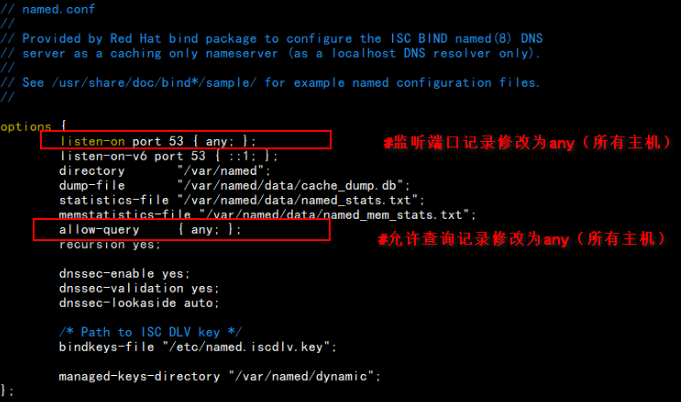 // named.conf
//
// Provided by Red Hat bind package to configure the ISC BIND named(8) DNS
// server as a caching only nameserver (as a localhost DNS resolver only).
//
// See /usr/share/doc/bind*/sample/ for example named configuration files.
//
options {
listen-on port 53 { any; };
#监听端口记录修改为any（所有主机）
listen-on-v6 port 53 { ::1; };
directory "/var/named";
dump-file "/var/named/data/cache_dump.db";
statistics-file "/var/named/data/named_stats.txt";
memstatistics-file "/var/named/data/named_mem_stats.txt";
allow-query { any; };
#允许查询记录修改为any（所有主机）
recursion yes;
dnssec-enable yes;
dnssec-validation yes;
dnssec-lookaside auto;
/* Path to ISC DLV key */
bindkeys-file "/etc/named.iscdlv.key";
managed-keys-directory "/var/named/dynamic";
};